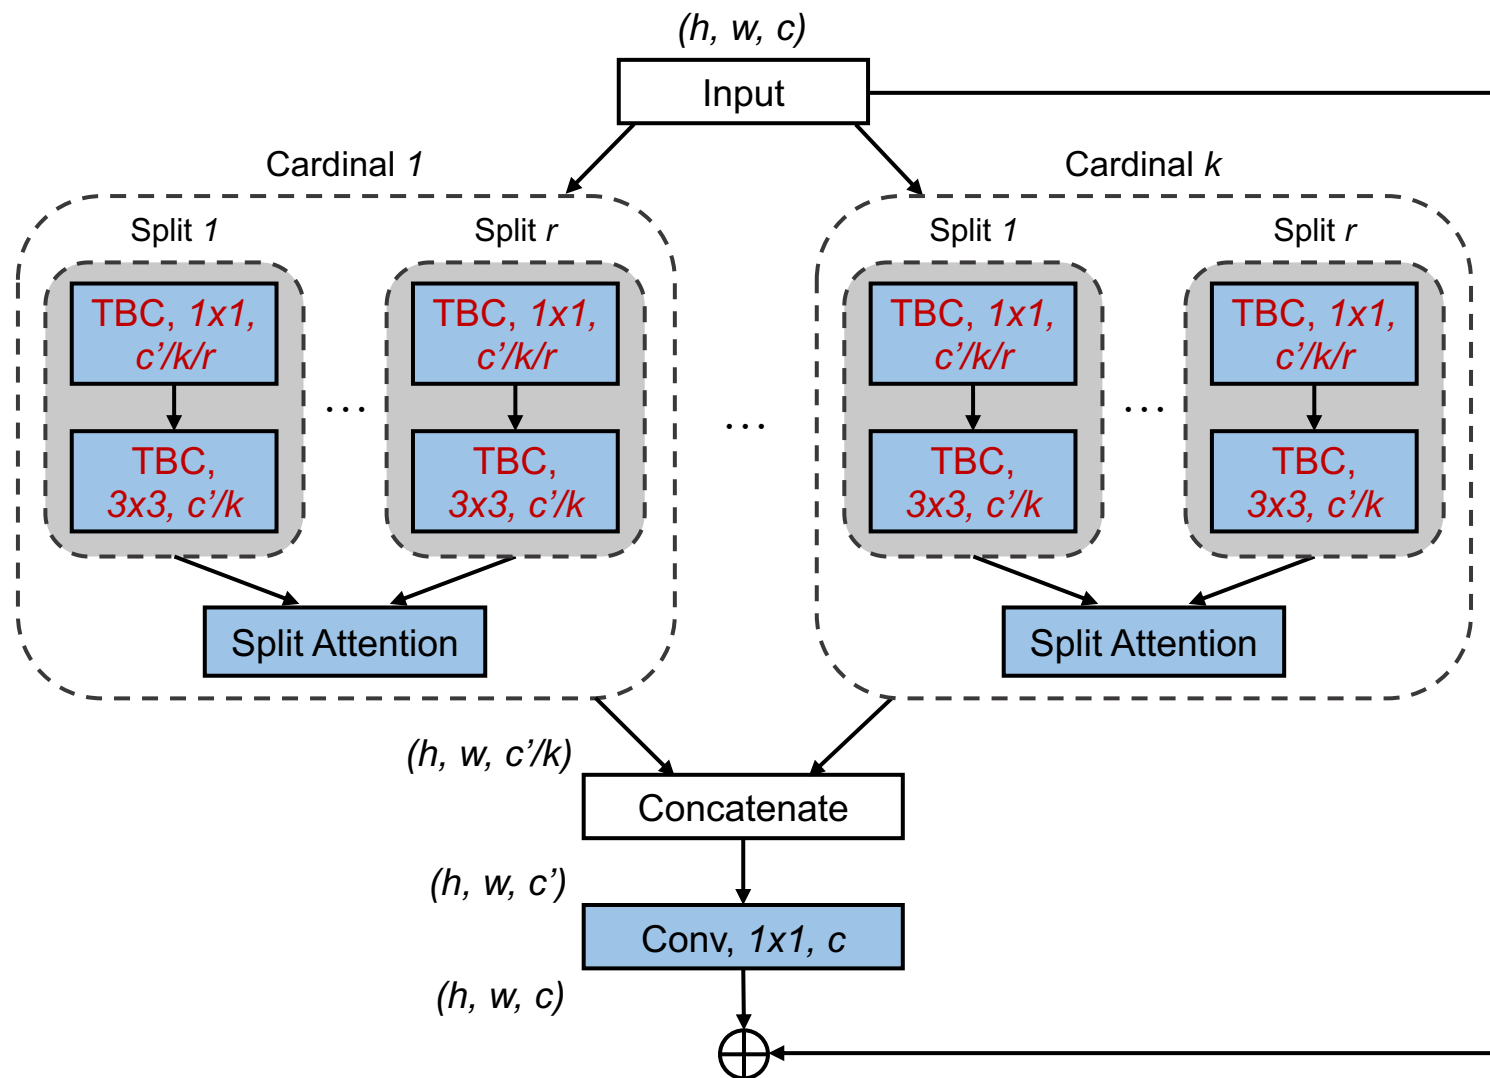 (h, w, c)
Input
Cardinal 1
Cardinal k
Split 1
Split r
Split 1
Split r
TBC, 1x1,
c’/k/r
TBC, 1x1,
c’/k/r
TBC, 1x1,
c’/k/r
TBC, 1x1,
c’/k/r
...
...
...
TBC,
3x3, c’/k
TBC,
3x3, c’/k
TBC,
3x3, c’/k
TBC,
3x3, c’/k
Split Attention
Split Attention
(h, w, c’/k)
Concatenate
(h, w, c’)
Conv, 1x1, c
(h, w, c)